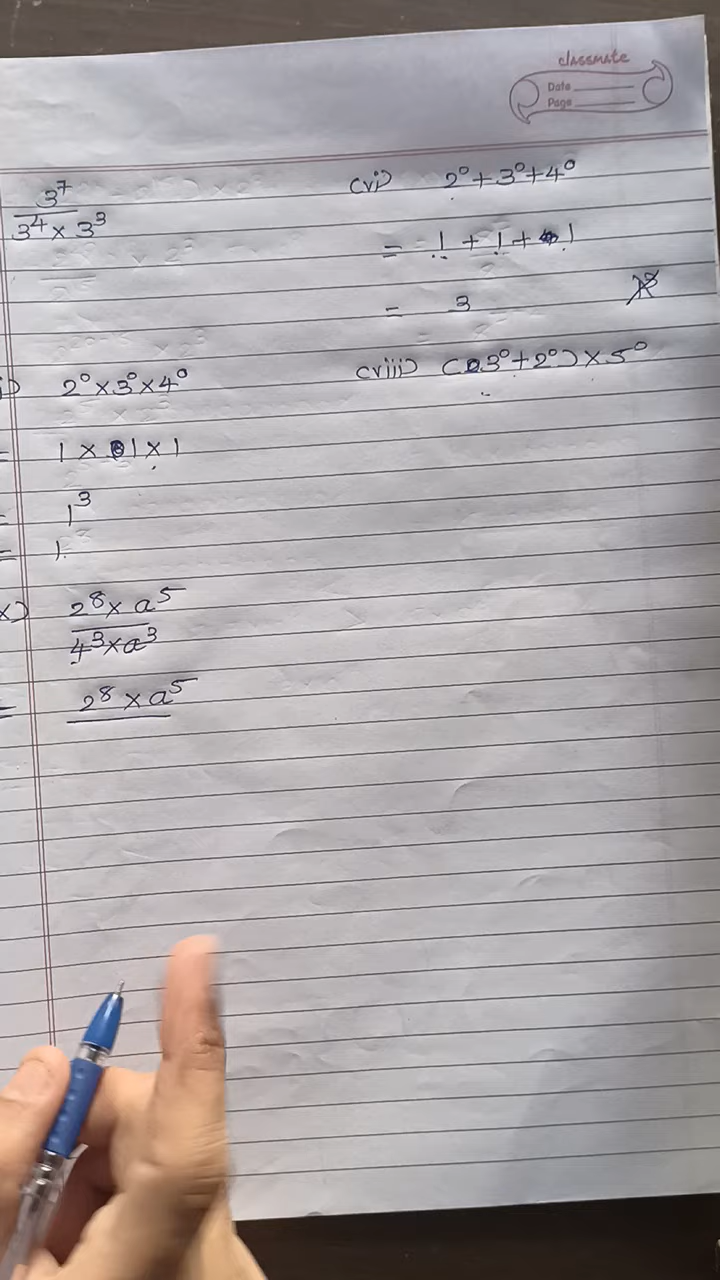 classmate
Date
Page
3⁷
3⁴ × 3³
(vi) 2⁰ + 3⁰ + 4⁰
= 1 + 1 + 1
= 3
i) 2⁰ × 3⁰ × 4⁰
= 1 × 1 × 1
= 1³
= 1
(viii) (3⁰ + 2⁰) × 5⁰
x) 2⁸ × a⁵
4³ × a³
= 2⁸ × a⁵